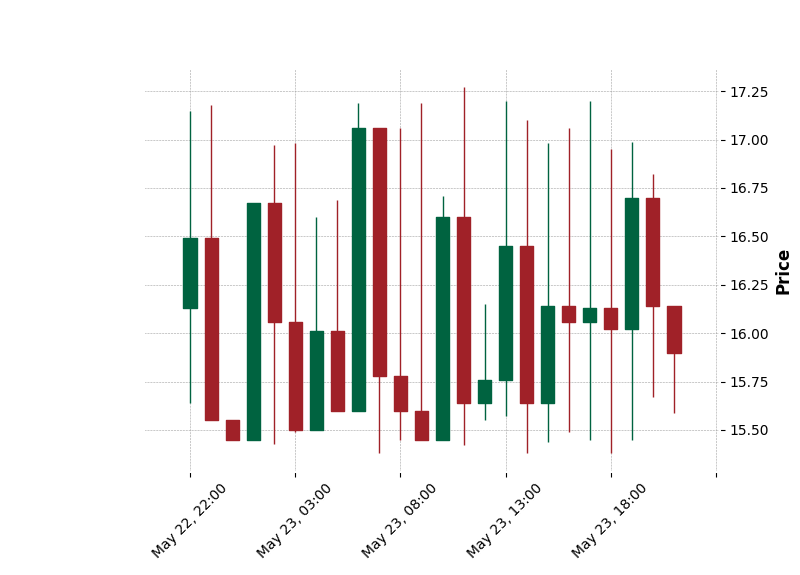 17.25
17.00
16.75
16.50
16.25
16.00
15.75
15.50
Price
May 22, 22:00
May 23, 03:00
May 23, 08:00
May 23, 13:00
May 23, 18:00